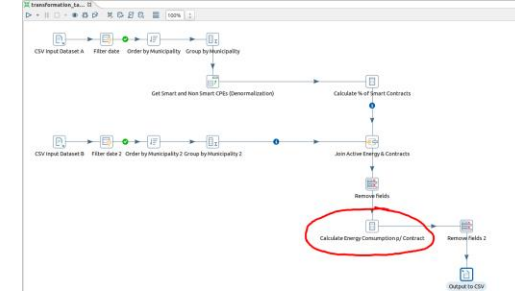 transformation_ta...
100%
CSV Input Dataset A
Filter date
Order by Municipality
Group by Municipality
Get Smart and Non Smart CPEs (Denormalization)
Calculate % of Smart Contracts
CSV Input Dataset B
Filter date 2
Order by Municipality 2
Group by Municipality 2
Join Active Energy & Contracts
Remove fields
Calculate Energy Consumption p/ Contract
Remove fields 2
Output to CSV